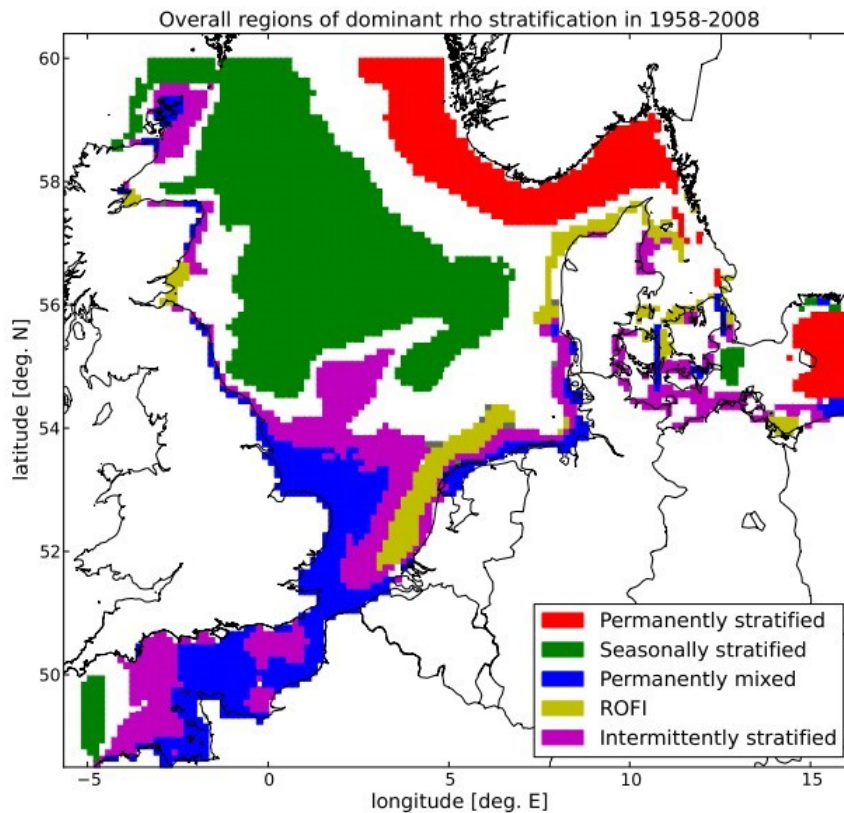 Overall regions of dominant rho stratification in 1958-2008
60
58
56
54
52
50
latitude [deg. N]
Permanently stratified
Seasonally stratified
Permanently mixed
ROFI
Intermittently stratified
−5
0
5
10
15
longitude [deg. E]